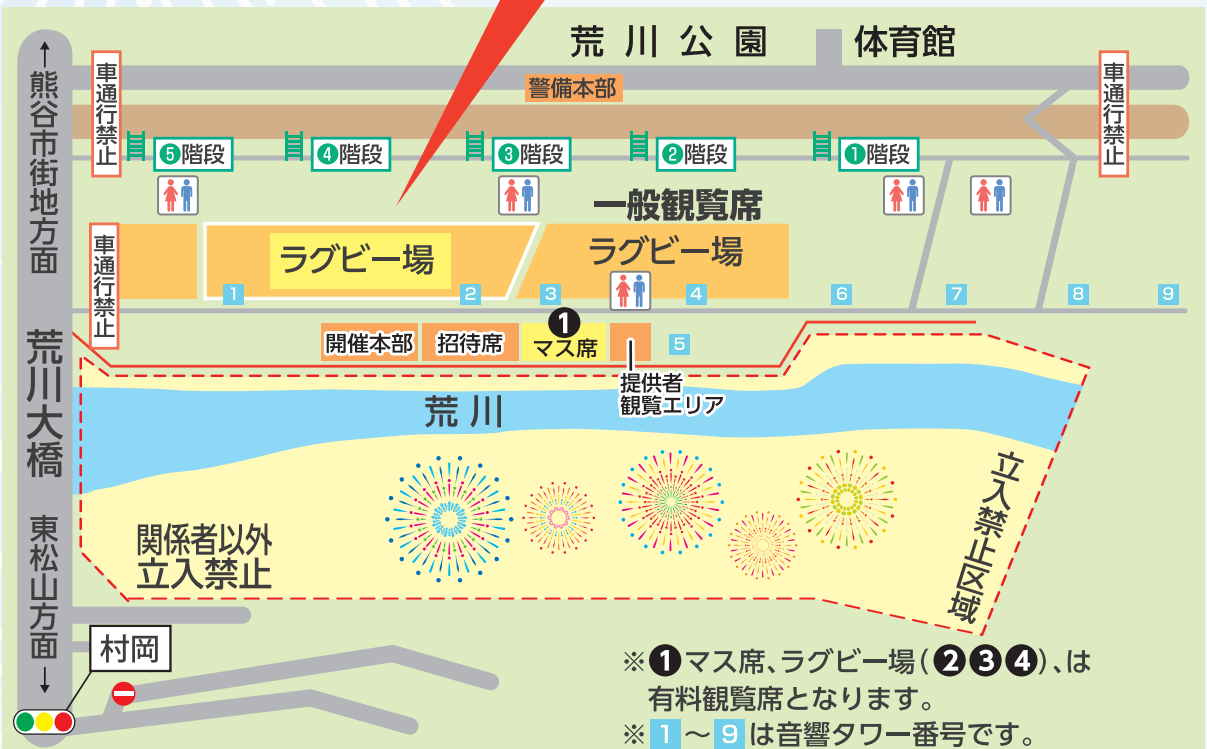 荒川公園
体育館
熊谷市街地方面
車通行禁止
警備本部
車通行禁止
❺階段
❹階段
❸階段
❷階段
❶階段
一般観覧席
車通行禁止
ラグビー場
ラグビー場
1
2
3
4
6
7
8
9
開催本部
招待席
❶
マス席
5
提供者
観覧エリア
荒川大橋
荒川
立入禁止区域
関係者以外
立入禁止
東松山方面
村岡
※❶マス席、ラグビー場(❷❸❹)、は
有料観覧席となります。
※1～9は音響タワー番号です。